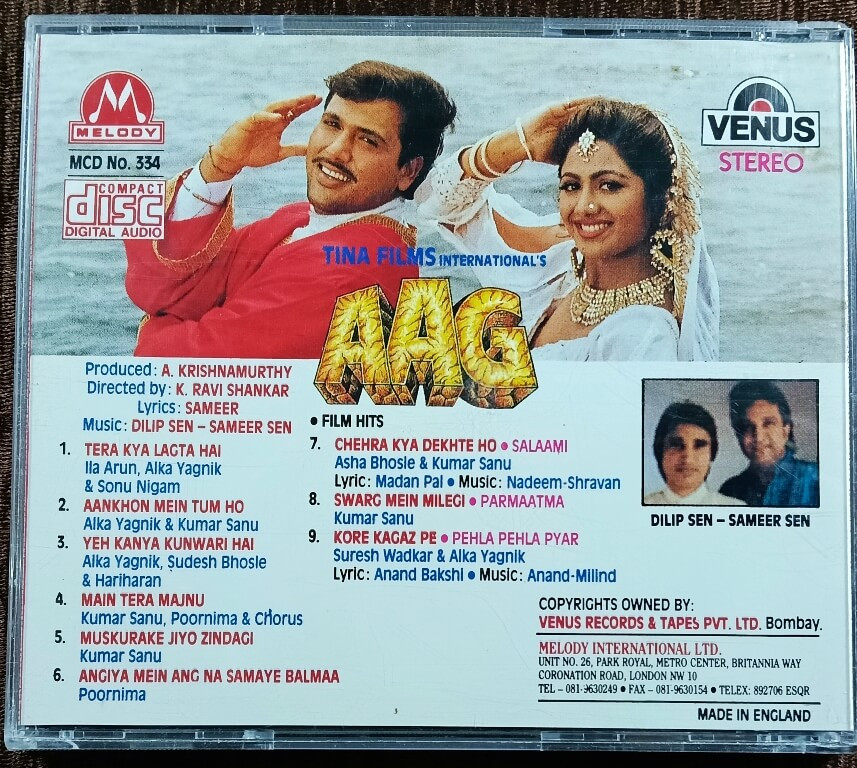 MELODY
MCD No. 334
COMPACT
disc
DIGITAL AUDIO
VENUS
STEREO
TINA FILMS INTERNATIONAL'S
AAG
Produced: A. KRISHNAMURTHY
Directed by: K. RAVI SHANKAR
Lyrics: SAMEER
Music: DILIP SEN – SAMEER SEN
1. TERA KYA LAGTA HAI
Ila Arun, Alka Yagnik
& Sonu Nigam
2. AANKHON MEIN TUM HO
Alka Yagnik & Kumar Sanu
3. YEH KANYA KUNWARI HAI
Alka Yagnik, Sudesh Bhosle
& Hariharan
4. MAIN TERA MAJNU
Kumar Sanu, Poornima & Chorus
5. MUSKURAKE JIYO ZINDAGI
Kumar Sanu
6. ANGIYA MEIN ANG NA SAMAYE BALMAA
Poornima
• FILM HITS
7. CHEHRA KYA DEKHTE HO • SALAAMI
Asha Bhosle & Kumar Sanu
Lyric: Madan Pal • Music: Nadeem-Shravan
8. SWARG MEIN MILEGI • PARMAATMA
Kumar Sanu
9. KORE KAGAZ PE • PEHLA PEHLA PYAR
Suresh Wadkar & Alka Yagnik
Lyric: Anand Bakshi • Music: Anand-Milind
DILIP SEN – SAMEER SEN
COPYRIGHTS OWNED BY:
VENUS RECORDS & TAPES PVT. LTD. Bombay.
MELODY INTERNATIONAL LTD.
UNIT NO. 26, PARK ROYAL, METRO CENTER, BRITANNIA WAY
CORONATION ROAD, LONDON NW 10
TEL – 081-9630249 • FAX – 081-9630154 • TELEX: 892706 ESQR
MADE IN ENGLAND